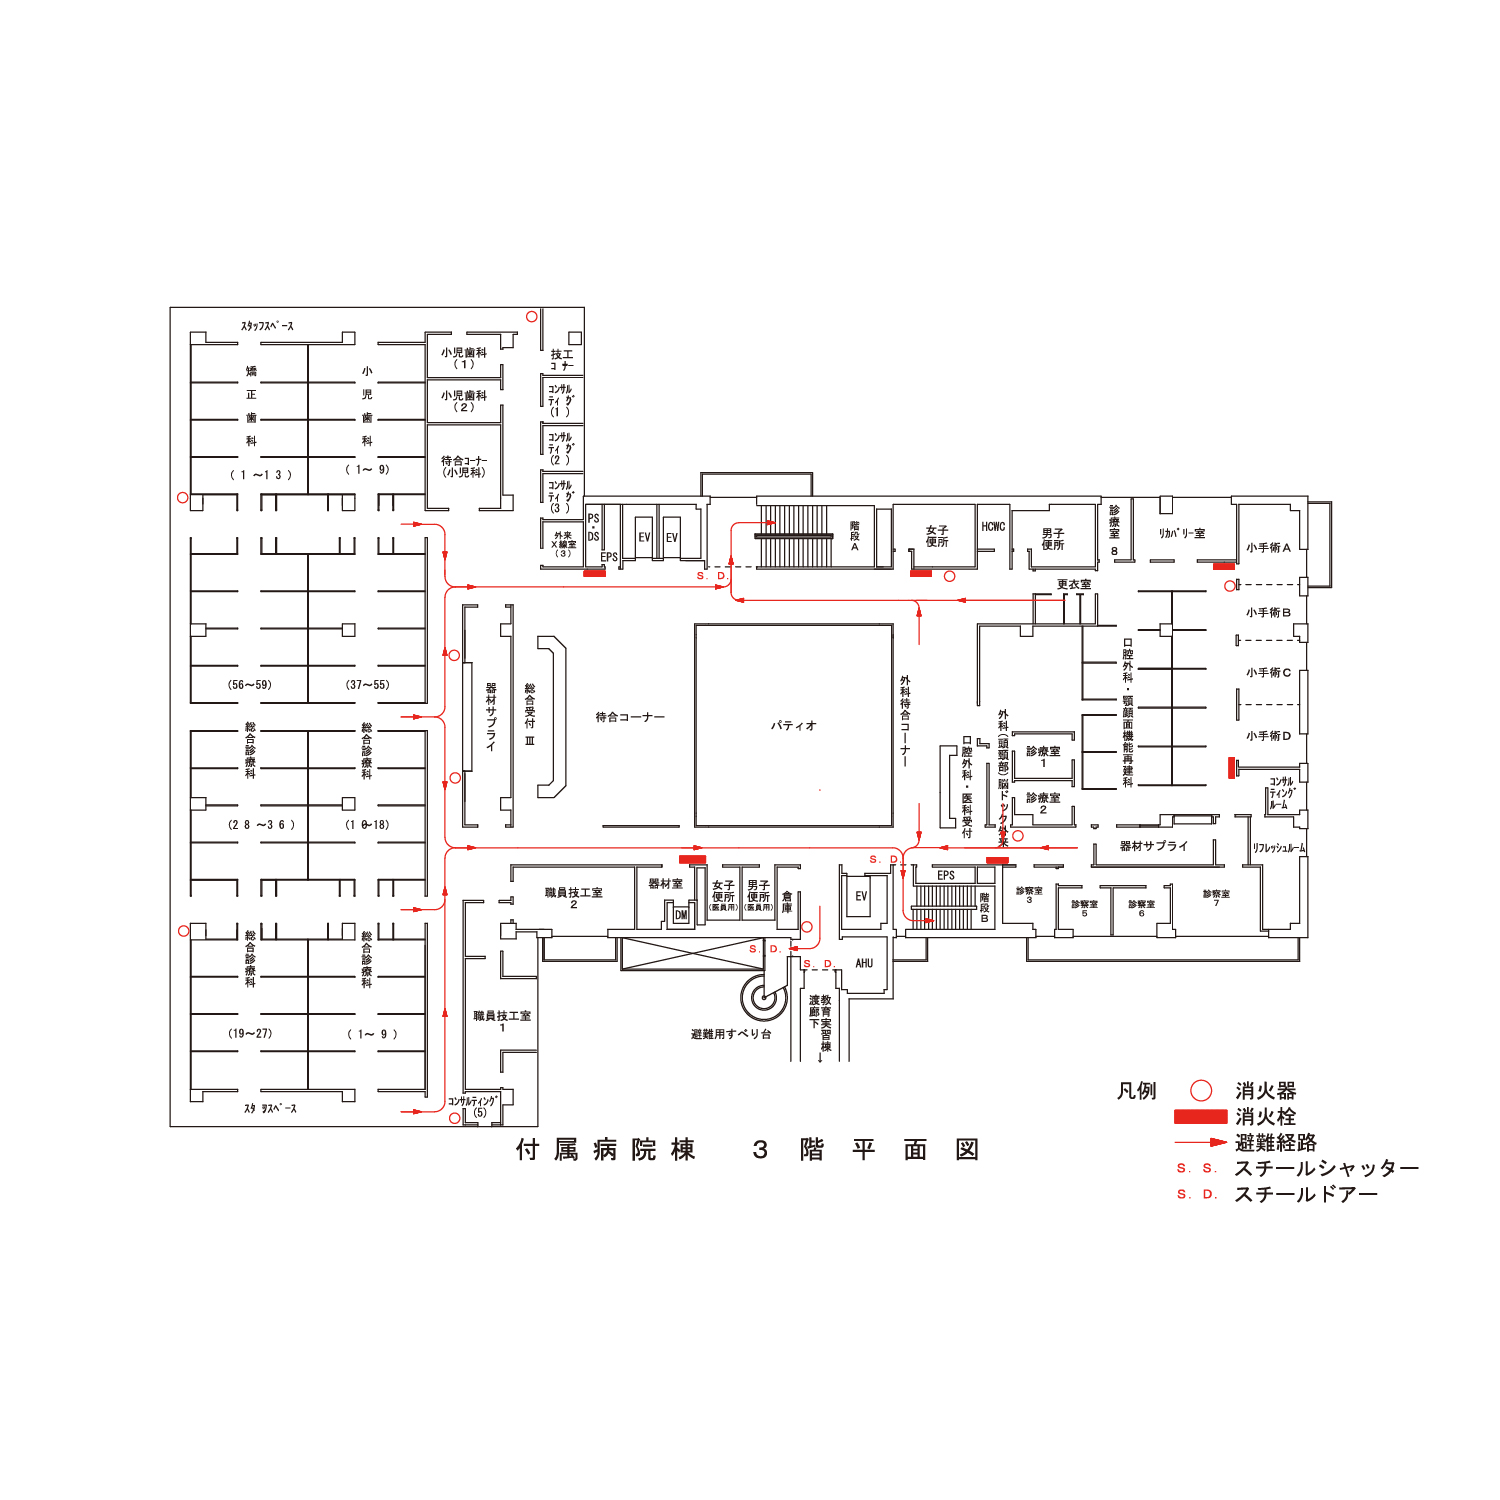 スタッフスペース
矯正歯科
(1～13)
小児歯科
(1～9)
小児歯科
(1)
小児歯科
(2)
待合コーナー
(小児科)
技工
コーナー
コンサル
ティング
(1)
コンサル
ティング
(2)
コンサル
ティング
(3)
外来
X線室
(3)
PS・DS
EPS
EV
EV
S. D.
階段A
女子
便所
HCWC
男子
便所
診療室8
リカバリー室
小手術A
更衣室
小手術B
小手術C
小手術D
(56～59)
(37～55)
器材サプライ
総合受付 Ⅲ
待合コーナー
パティオ
外科待合コーナー
口腔外科・医科受付
外科(頭頸部)脳ドック外来
診療室
1
診療室
2
口腔外科・顎顔面機能再建科
コンサル
ティング
ルーム
総合診療科
(28～36)
総合診療科
(10～18)
S. D.
器材サプライ
リフレッシュルーム
職員技工室
2
器材室
DM
女子
便所
(医員用)
男子
便所
(医員用)
倉庫
EV
EPS
階段B
診察室
3
診察室
5
診察室
6
診察室
7
総合診療科
(19～27)
総合診療科
(1～9)
S. D.
S. D.
AHU
職員技工室
1
教育実習棟→
渡廊下
避難用すべり台
コンサルティング
(5)
付属病院棟 3階平面図
凡例
消火器
消火栓
避難経路
S. S. スチールシャッター
S. D. スチールドアー